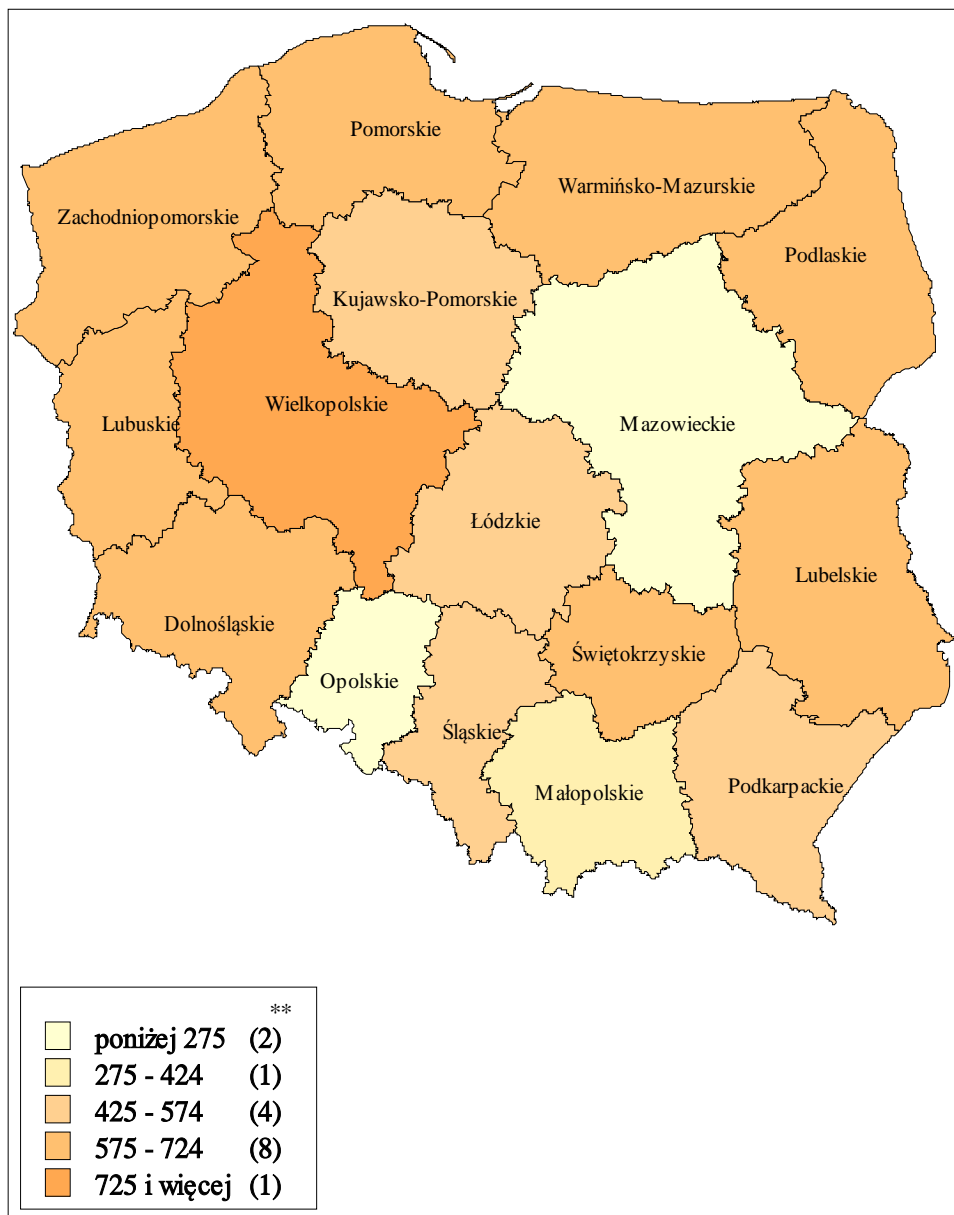 Pomorskie
Warmińsko-Mazurskie
Zachodniopomorskie
Podlaskie
Kujawsko-Pomorskie
Wielkopolskie
Lubuskie
Mazowieckie
Łódzkie
Lubelskie
Dolnośląskie
Świętokrzyskie
Opolskie
Śląskie
Podkarpackie
Małopolskie
**
poniżej 275 (2)
275 - 424 (1)
425 - 574 (4)
575 - 724 (8)
725 i więcej (1)